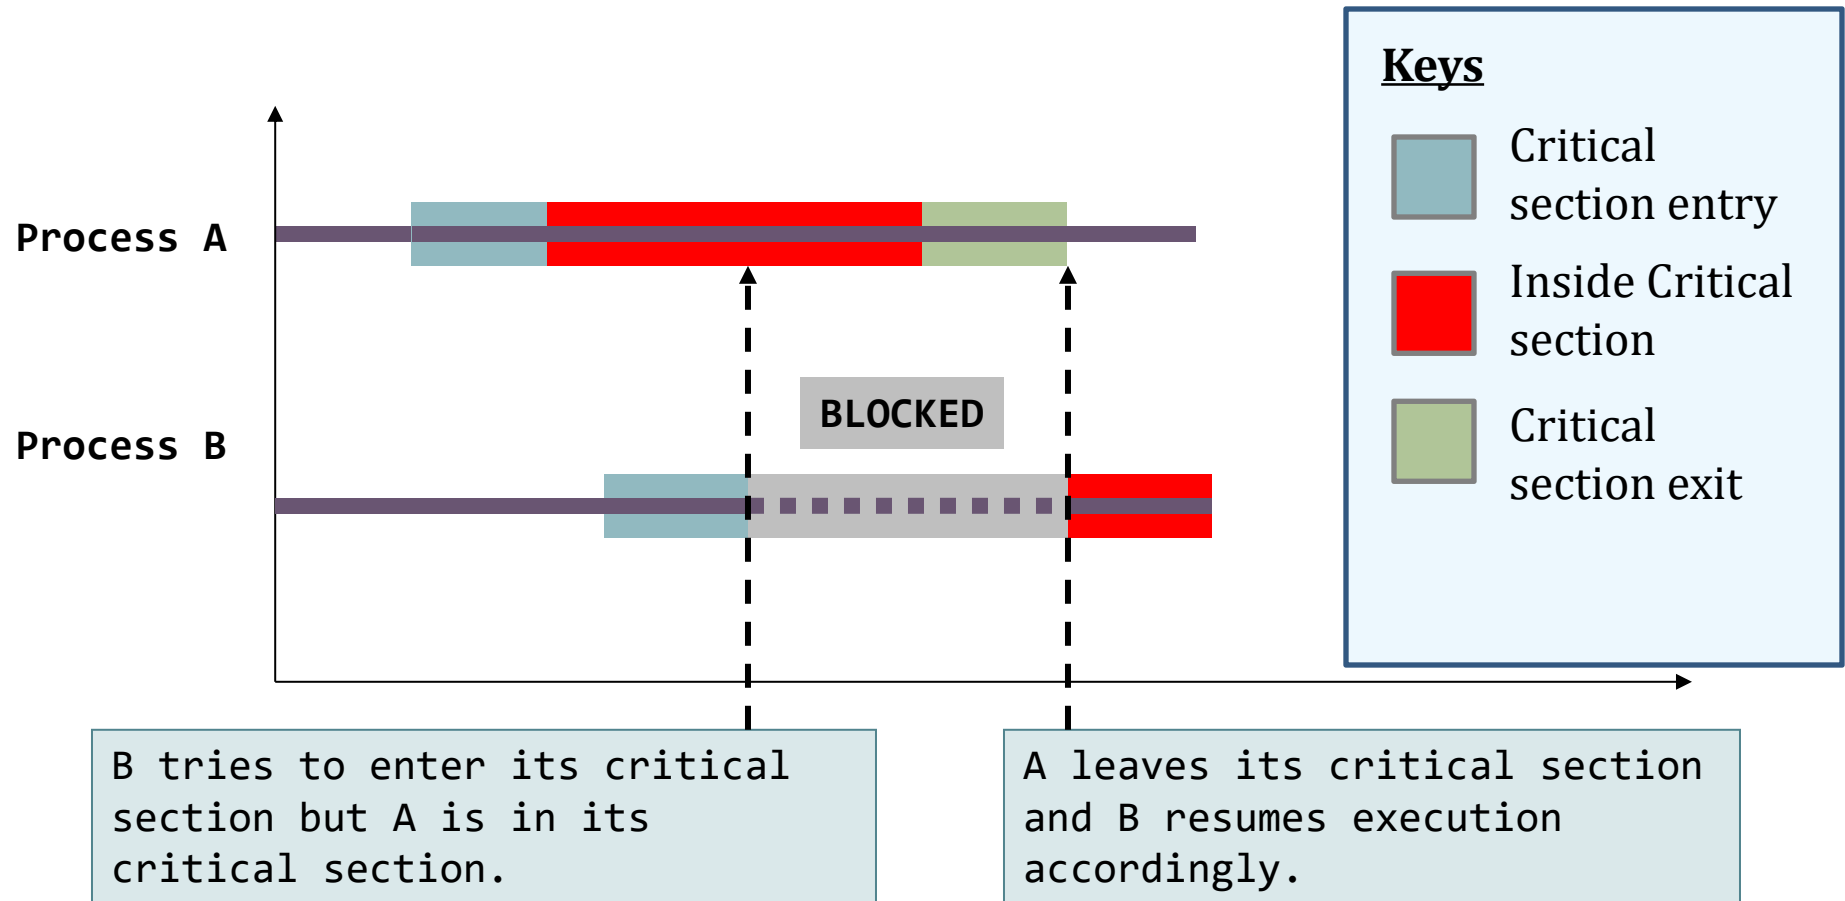 Keys
Critical
section entry
Inside Critical
section
Critical
section exit
Process A
BLOCKED
Process B
B tries to enter its critical
section but A is in its
critical section.
A leaves its critical section
and B resumes execution
accordingly.